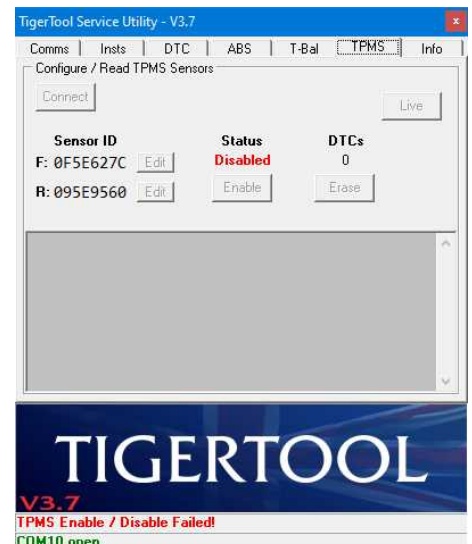 TigerTool Service Utility - V3.7 x
Comms Insts DTC ABS T-Bal TPMS Info
Configure / Read TPMS Sensors
Connect
Live
Sensor ID Status DTCs
F: 0F5E627C Edit Disabled 0
R: 095E9560 Edit Enable Erase
TIGERTOOL
V3.7
TPMS Enable / Disable Failed!
COM10 open